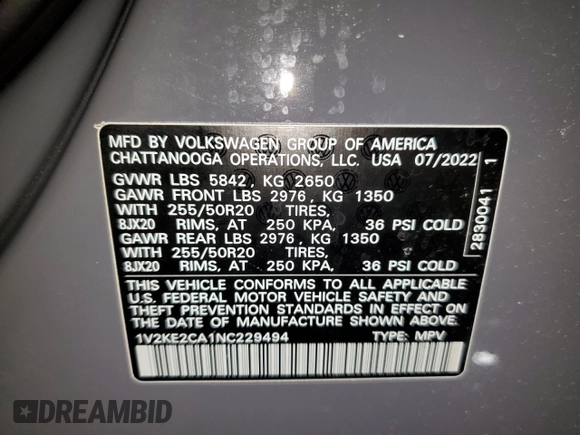 MFD BY VOLKSWAGEN GROUP OF AMERICA
CHATTANOOGA OPERATIONS, LLC. USA 07/2022
GVWR LBS 5842, KG 2650
GAWR FRONT LBS 2976, KG 1350
WITH 255/50R20 TIRES,
8JX20 RIMS, AT 250 KPA, 36 PSI COLD
GAWR REAR LBS 2976, KG 1350
WITH 255/50R20 TIRES,
8JX20 RIMS, AT 250 KPA, 36 PSI COLD
THIS VEHICLE CONFORMS TO ALL APPLICABLE
U.S. FEDERAL MOTOR VEHICLE SAFETY AND
THEFT PREVENTION STANDARDS IN EFFECT ON
THE DATE OF MANUFACTURE SHOWN ABOVE.
1V2KE2CA1NC229494 TYPE: MPV
2830041 1
DREAMBID